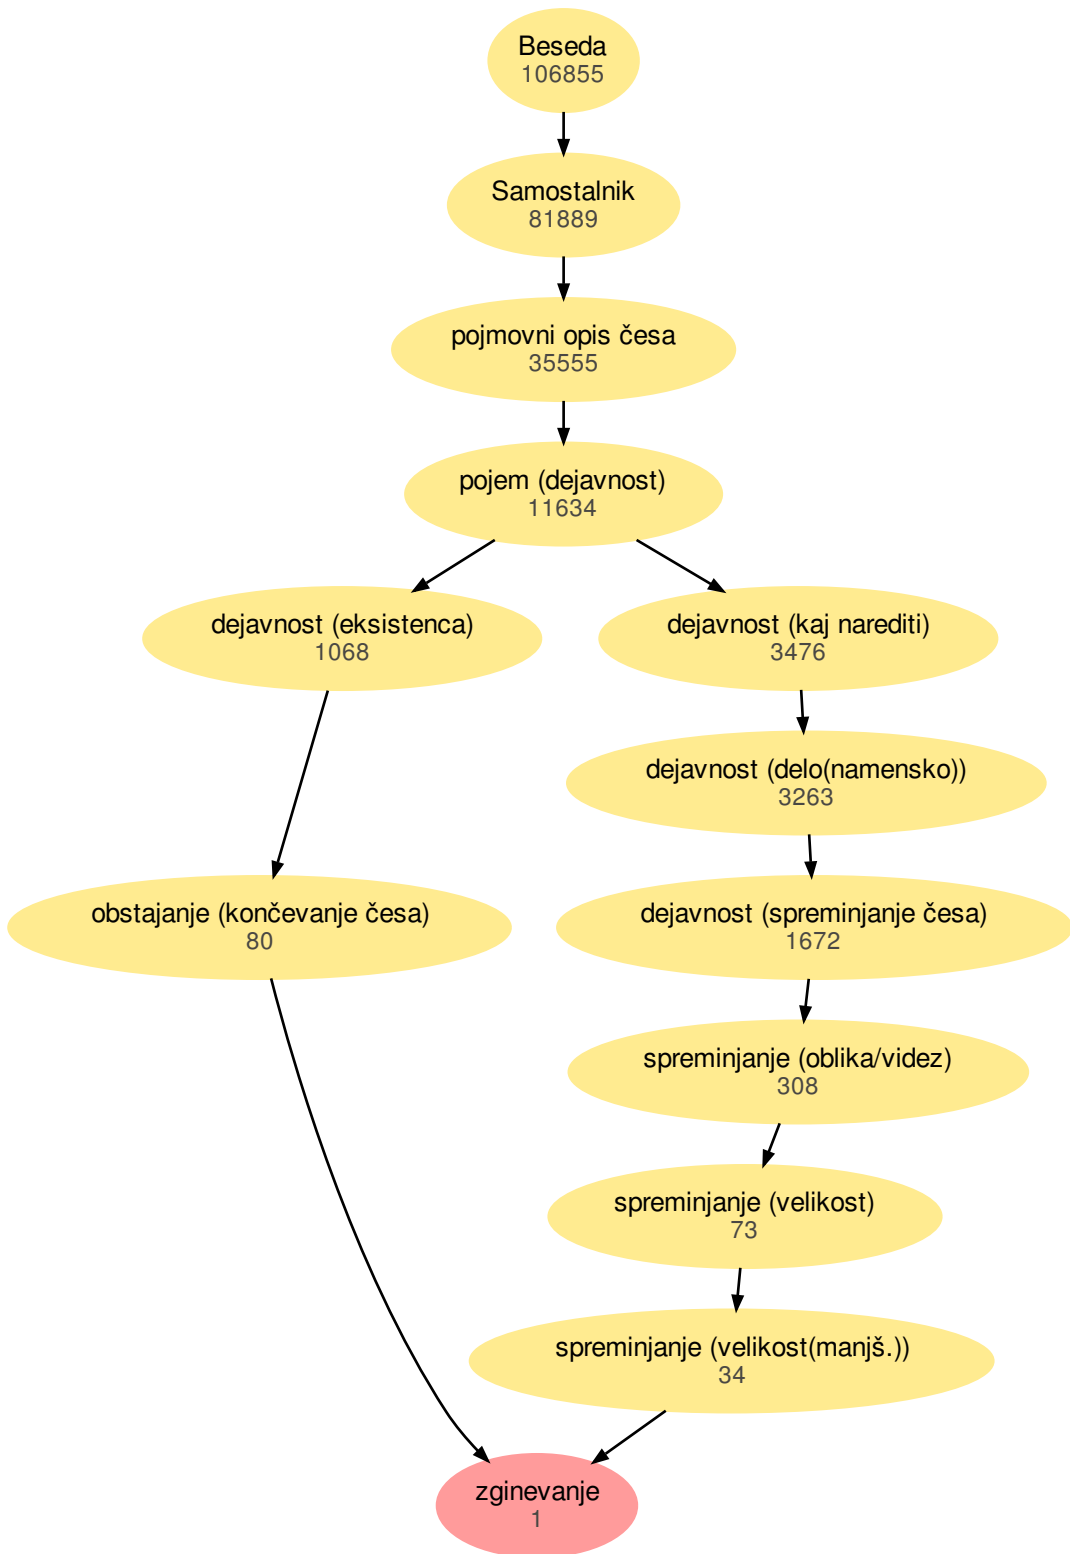 Beseda
106855
Samostalnik
81889
pojmovni opis česa
35555
pojem (dejavnost)
11634
dejavnost (eksistenca)
1068
dejavnost (kaj narediti)
3476
dejavnost (delo(namensko))
3263
obstajanje (končevanje česa)
80
dejavnost (spreminjanje česa)
1672
spreminjanje (oblika/videz)
308
spreminjanje (velikost)
73
spreminjanje (velikost(manjš.))
34
zginevanje
1